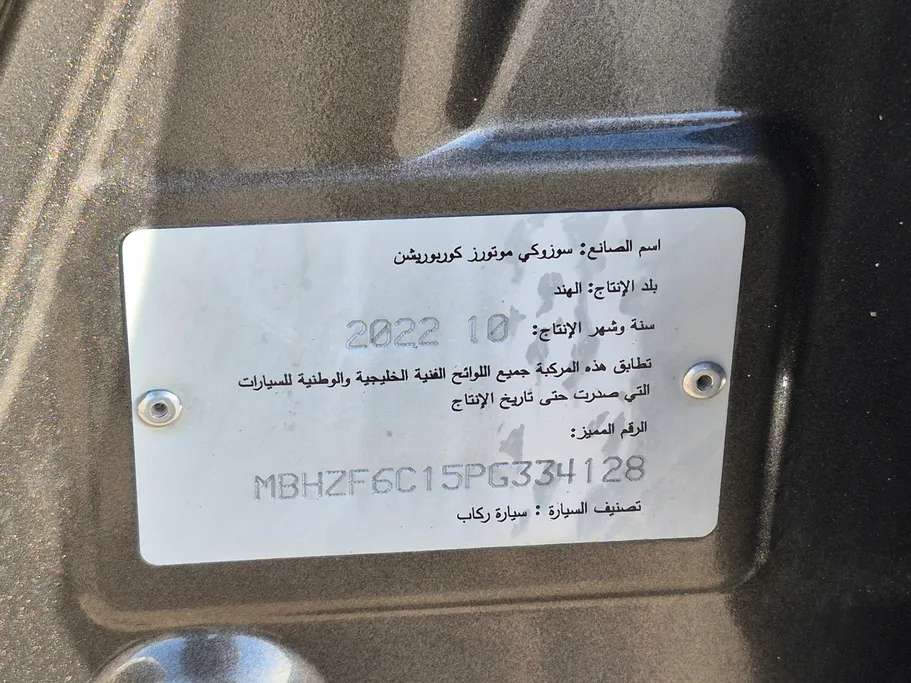 اسم الصانع: سوزوكي موتورز كوربوريشن
بلد الإنتاج: الهند
سنة وشهر الإنتاج: 2022 10
تطابق هذه المركبة جميع اللوائح الفنية الخليجية والوطنية للسيارات
التي صدرت حتى تاريخ الإنتاج
الرقم المميز:
MBHZF6C15PG334128
تصنيف السيارة : سيارة ركاب